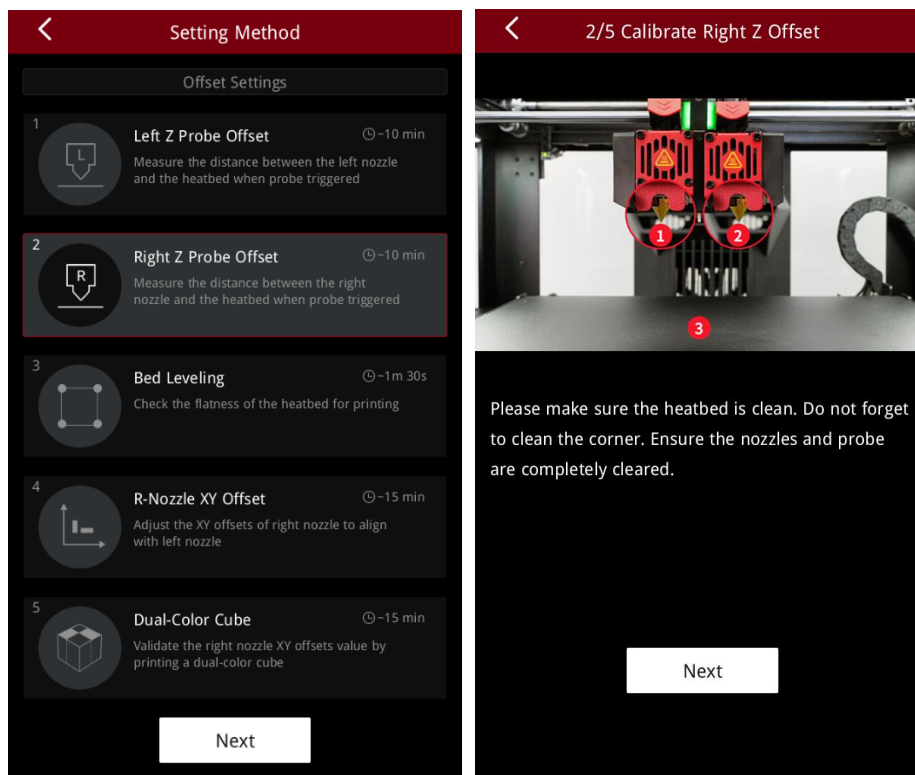 Setting Method
Offset Settings
1
L
Left Z Probe Offset
~10 min
Measure the distance between the left nozzle
and the heatbed when probe triggered
2
R
Right Z Probe Offset
~10 min
Measure the distance between the right
nozzle and the heatbed when probe triggered
3
Bed Leveling
~1m 30s
Check the flatness of the heatbed for printing
4
R-Nozzle XY Offset
~15 min
Adjust the XY offsets of right nozzle to align
with left nozzle
5
Dual-Color Cube
~15 min
Validate the right nozzle XY offsets value by
printing a dual-color cube
Next
2/5 Calibrate Right Z Offset
1
2
3
Please make sure the heatbed is clean. Do not forget
to clean the corner. Ensure the nozzles and probe
are completely cleared.
Next